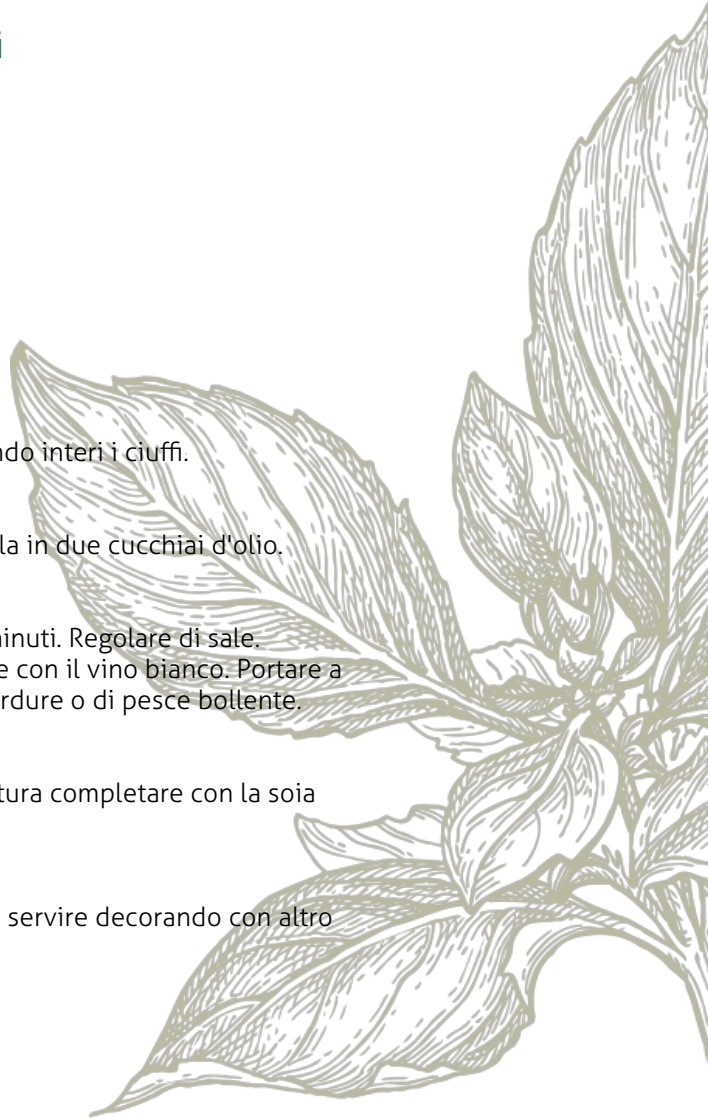 i
ndo interi i ciuffi.
la in due cucchiai d'olio.
inuti. Regolare di sale.
e con il vino bianco. Portare a
rdure o di pesce bollente.
tura completare con la soia
servire decorando con altro